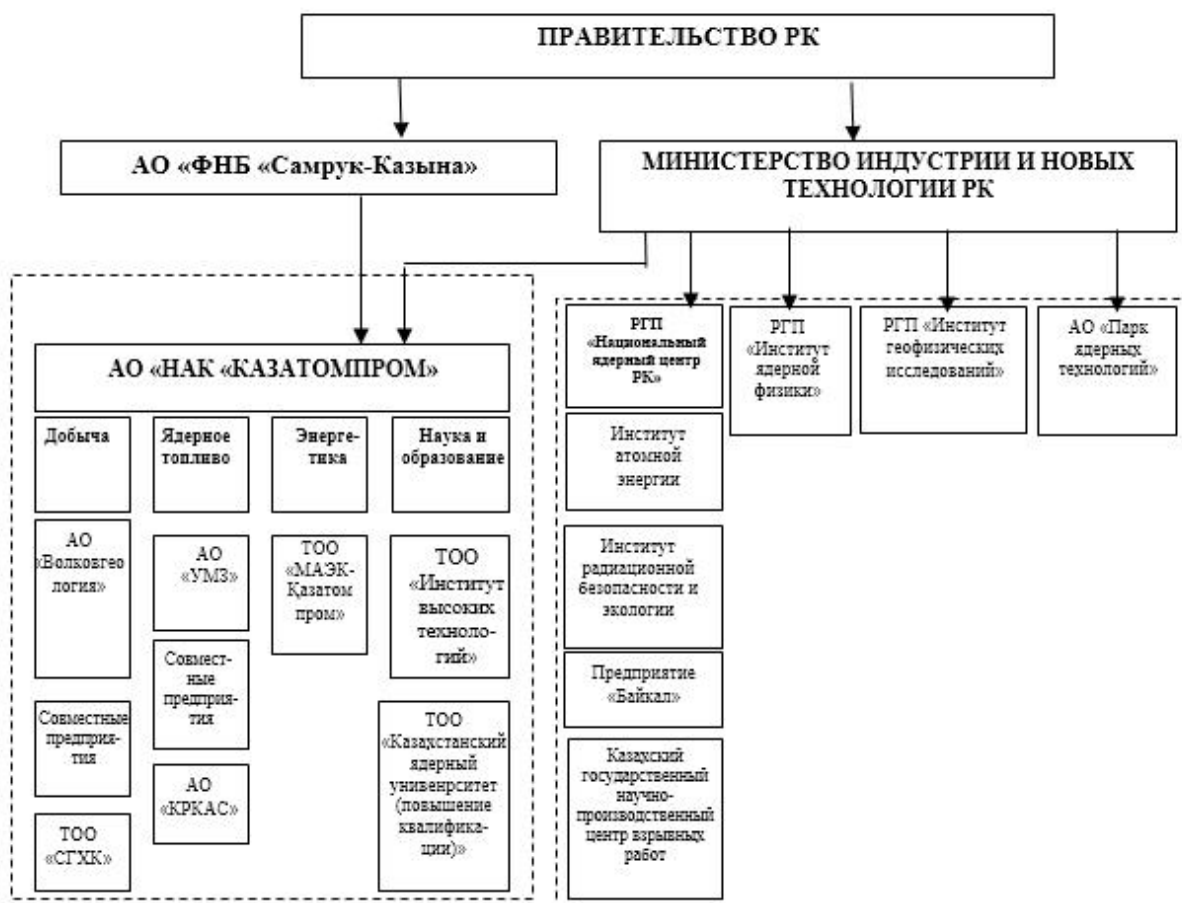 ПРАВИТЕЛЬСТВО РК
АО «ФНБ «Самрук-Казына»
МИНИСТЕРСТВО ИНДУСТРИИ И НОВЫХ
ТЕХНОЛОГИИ РК
АО «НАК «КАЗАТОМПРОМ»
Добыча
АО
«Волковгео
логия»
Совместные
предприя-
тия
ТОО
«СГХК»
Ядерное
топливо
АО
«УМЗ»
Совмест-
ные
предприя-
тия
АО
«КРКАС»
Энерге-
тика
ТОО
«МАЭК-
Қазатом
пром»
Наука и
образование
ТОО
«Институт
высоких
техноло-
гий»
ТОО
«Казахстанский
ядерный
унивенрситет
(повышение
квалифика-
ции)»
РГП
«Национальный
ядерный центр
РК»
Институт
атомной
энергии
Институт
радиационной
безопасности и
экологии
Предприятие
«Байкал»
Казахский
государственный
научно-
производственный
центр взрывных
работ
РГП
«Институт
ядерной
физики»
РГП «Институт
геофизических
исследований»
АО «Парк
ядерных
технологий»